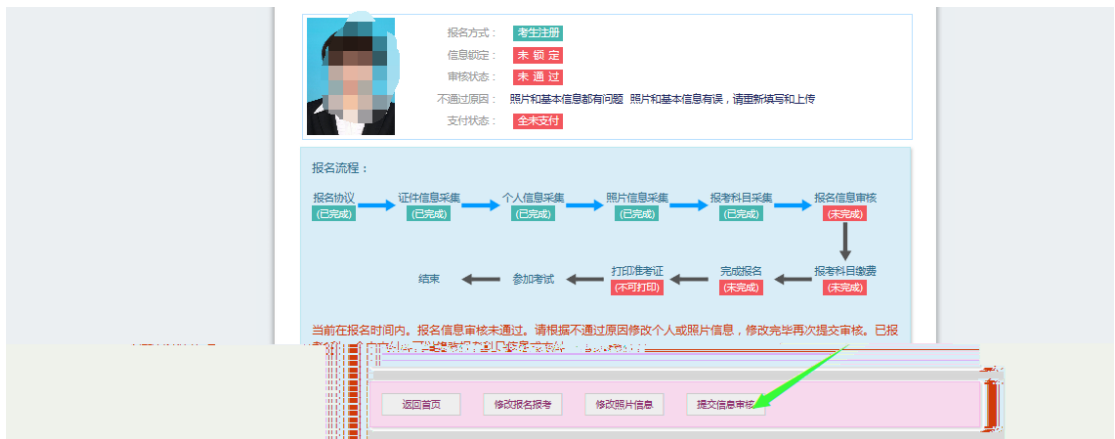 报名方式： 考生注册
信息锁定： 未 锁 定
审核状态： 未 通 过
不通过原因： 照片和基本信息都有问题 照片和基本信息有误，请重新填写和上传
支付状态： 全未支付
报名流程：
报名协议 证件信息采集 个人信息采集 照片信息采集 报考科目采集 报名信息审核
(已完成) (已完成) (已完成) (已完成) (已完成) (未完成)
结束 参加考试 打印准考证 完成报名 报考科目缴费
(不可打印) (未完成) (未完成)
当前在报名时间内。报名信息审核未通过。请根据不通过原因修改个人或照片信息，修改完毕再次提交审核。已报
返回首页 修改报名报考 修改照片信息 提交信息审核